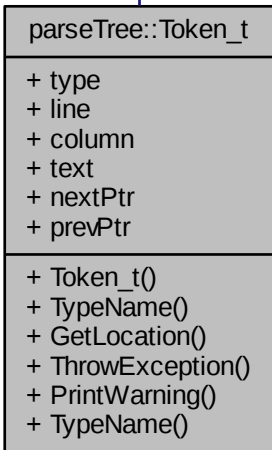 parseTree::Token_t
+ type
+ line
+ column
+ text
+ nextPtr
+ prevPtr
+ Token_t()
+ TypeName()
+ GetLocation()
+ ThrowException()
+ PrintWarning()
+ TypeName()